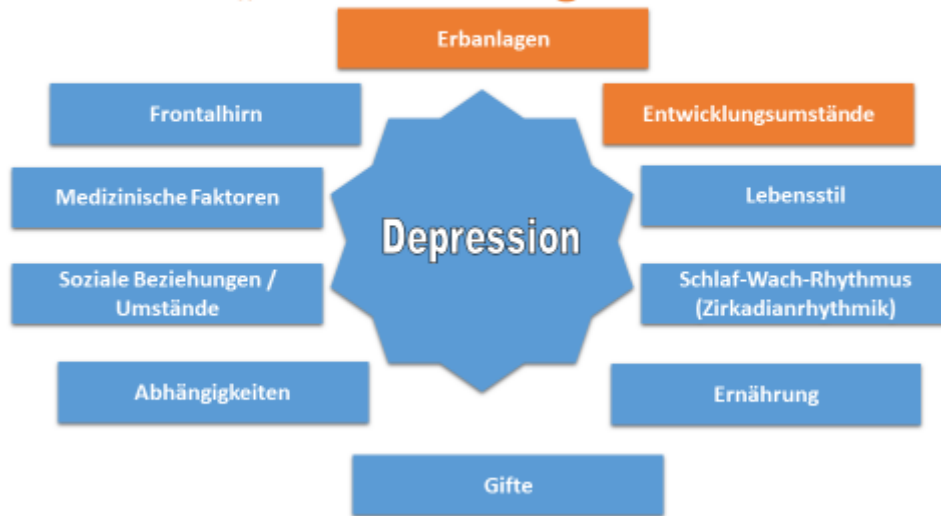 Erbanlagen
Frontalhirn
Entwicklungsumstände
Medizinische Faktoren
Lebensstil
Depression
Soziale Beziehungen /
Umstände
Schlaf-Wach-Rhythmus
(Zirkadianrhythmik)
Abhängigkeiten
Ernährung
Gifte